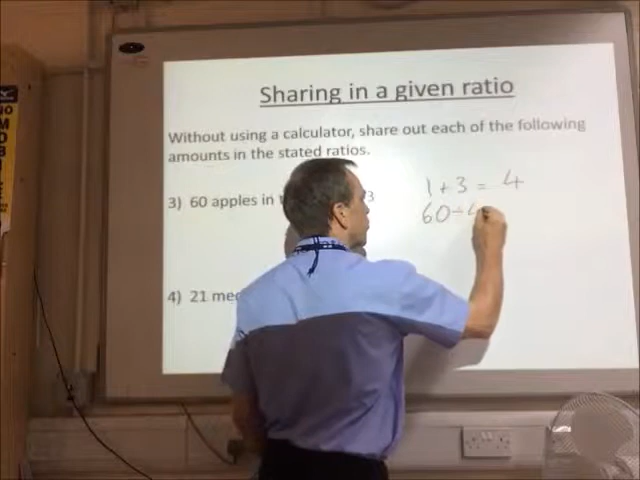 Sharing in a given ratio
Without using a calculator, share out each of the following
amounts in the stated ratios.
3) 60 apples in 3
1 + 3 = 4
60 ÷ 4
4) 21
NO